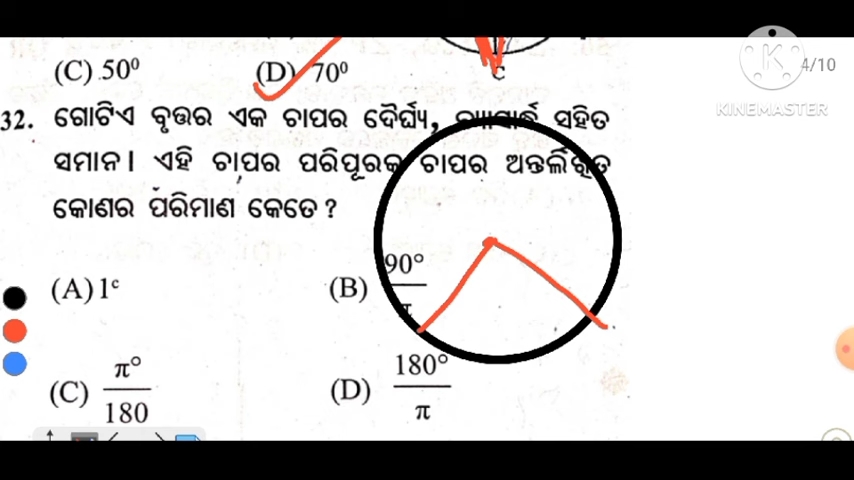 (C) 50⁰ (D) 70⁰
4/10
KINEMASTER
32. ଗୋଟିଏ ବୃତ୍ତର ଏକ ଚାପର ଦୈର୍ଘ୍ୟ, ବ୍ୟାସାର୍ଦ୍ଧ ସହିତ
ସମାନ। ଏହି ଚାପର ପରିପୂରକ ଚାପର ଅନ୍ତର୍ଲିଖିତ
କୋଣର ପରିମାଣ କେତେ ?
(A) 1ᶜ (B) 90°/π
(C) π°/180 (D) 180°/π